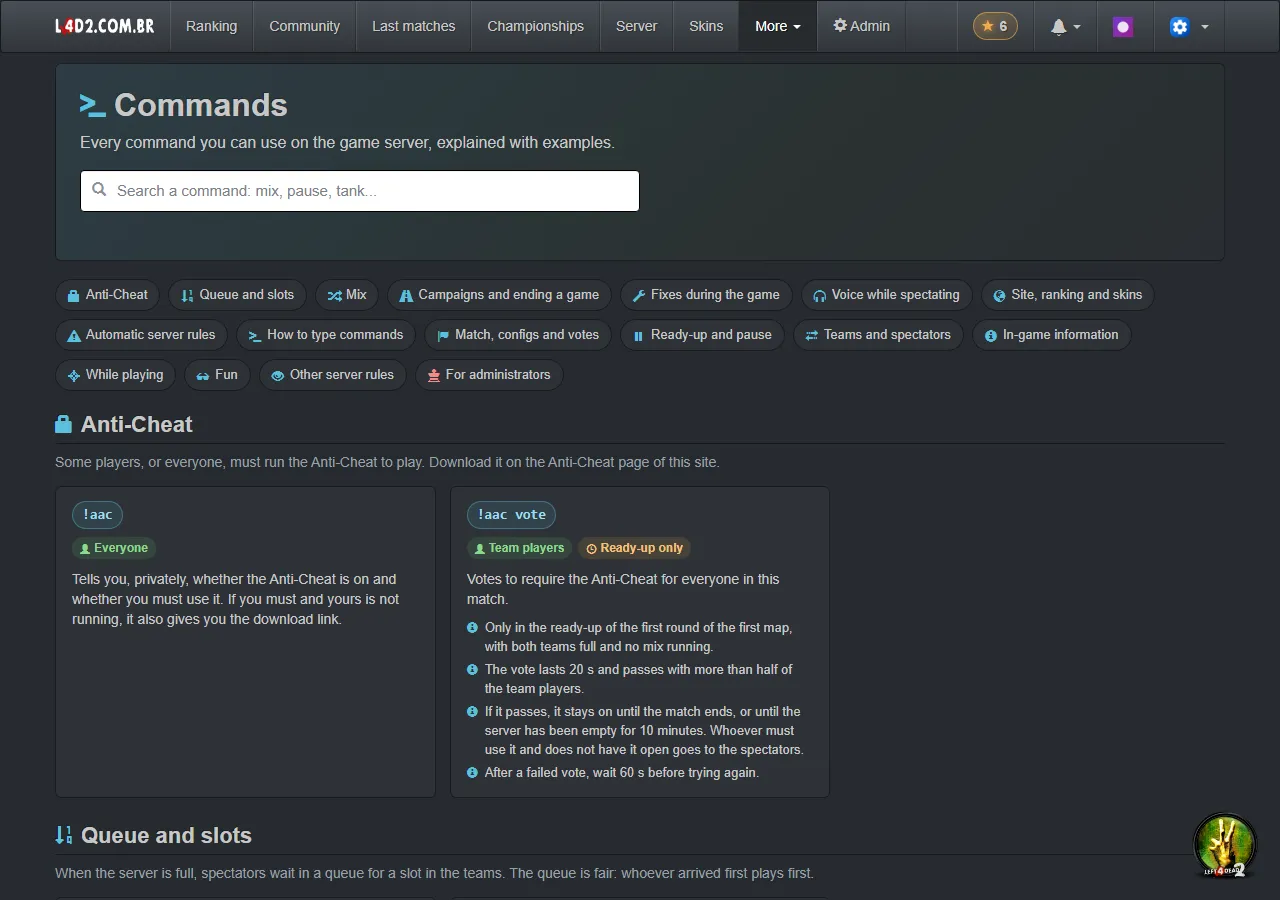 L4D2.COM.BR
Ranking
Community
Last matches
Championships
Server
Skins
More
Admin
6
Commands
Every command you can use on the game server, explained with examples.
Search a command: mix, pause, tank...
Anti-Cheat
Queue and slots
Mix
Campaigns and ending a game
Fixes during the game
Voice while spectating
Site, ranking and skins
Automatic server rules
How to type commands
Match, configs and votes
Ready-up and pause
Teams and spectators
In-game information
While playing
Fun
Other server rules
For administrators
Anti-Cheat
Some players, or everyone, must run the Anti-Cheat to play. Download it on the Anti-Cheat page of this site.
!aac
Everyone
Tells you, privately, whether the Anti-Cheat is on and
whether you must use it. If you must and yours is not
running, it also gives you the download link.
!aac vote
Team players
Ready-up only
Votes to require the Anti-Cheat for everyone in this
match.
Only in the ready-up of the first round of the first map,
with both teams full and no mix running.
The vote lasts 20 s and passes with more than half of
the team players.
If it passes, it stays on until the match ends, or until the
server has been empty for 10 minutes. Whoever must
use it and does not have it open goes to the spectators.
After a failed vote, wait 60 s before trying again.
Queue and slots
When the server is full, spectators wait in a queue for a slot in the teams. The queue is fair: whoever arrived first plays first.
LEFT 4 DEAD 2